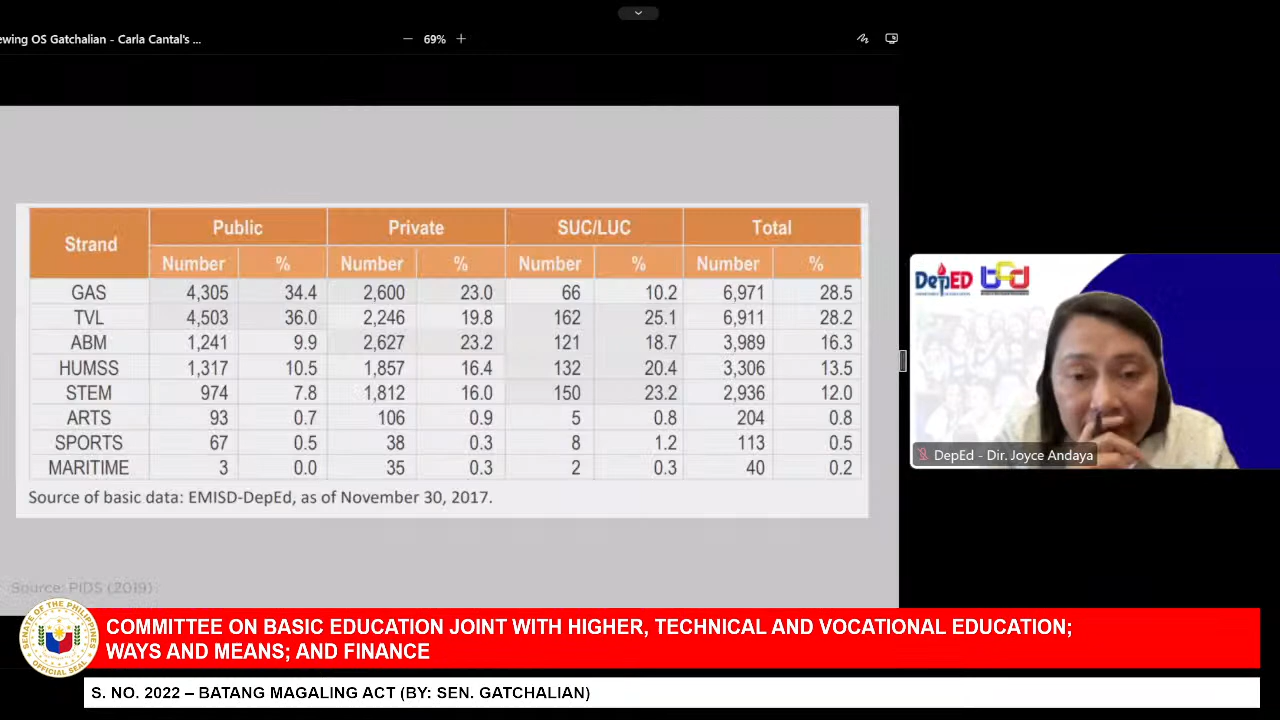 ewing OS Gatchalian - Carla Cantal's ...
69%
Strand Public Private SUC/LUC Total
Number % Number % Number % Number %
GAS 4,305 34.4 2,600 23.0 66 10.2 6,971 28.5
TVL 4,503 36.0 2,246 19.8 162 25.1 6,911 28.2
ABM 1,241 9.9 2,627 23.2 121 18.7 3,989 16.3
HUMSS 1,317 10.5 1,857 16.4 132 20.4 3,306 13.5
STEM 974 7.8 1,812 16.0 150 23.2 2,936 12.0
ARTS 93 0.7 106 0.9 5 0.8 204 0.8
SPORTS 67 0.5 38 0.3 8 1.2 113 0.5
MARITIME 3 0.0 35 0.3 2 0.3 40 0.2
Source of basic data: EMISD-DepEd, as of November 30, 2017.
Source: PIDS (2019)
DepED
DepEd - Dir. Joyce Andaya
SENATE OF THE PHILIPPINES
OFFICIAL SEAL
COMMITTEE ON BASIC EDUCATION JOINT WITH HIGHER, TECHNICAL AND VOCATIONAL EDUCATION;
WAYS AND MEANS; AND FINANCE
S. NO. 2022 – BATANG MAGALING ACT (BY: SEN. GATCHALIAN)